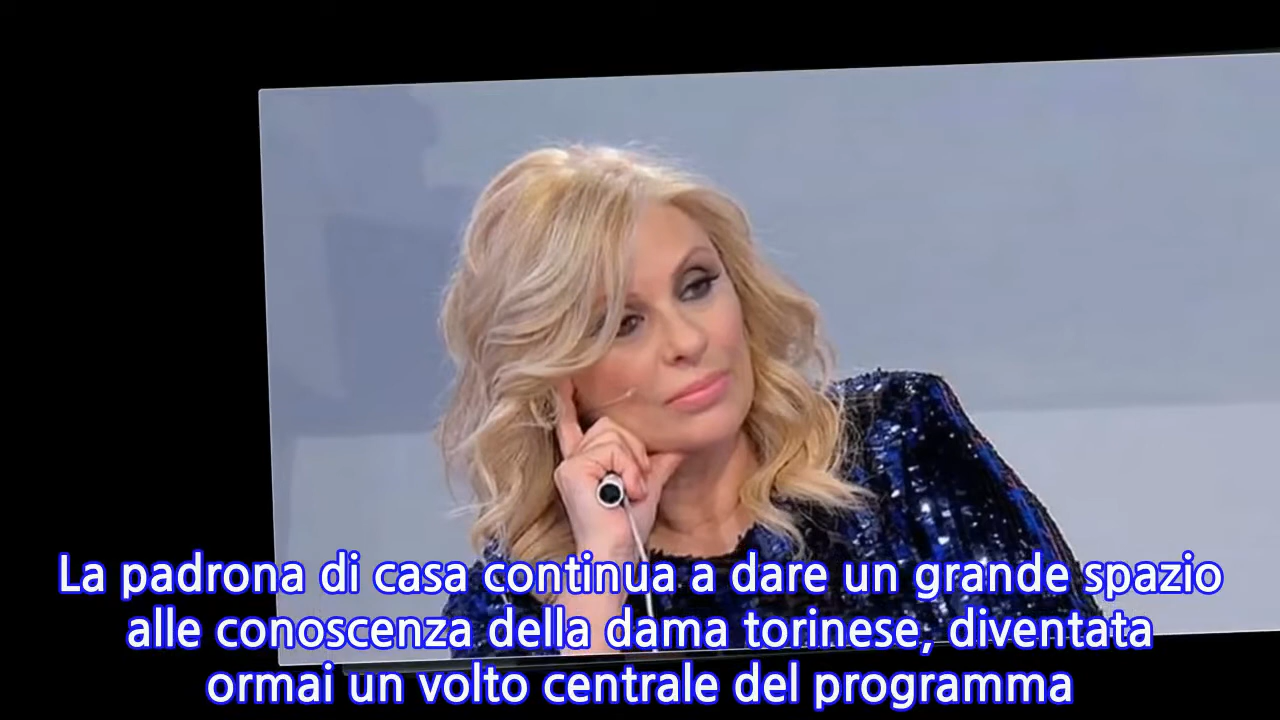 La padrona di casa continua a dare un grande spazio
alle conoscenza della dama torinese, diventata
ormai un volto centrale del programma